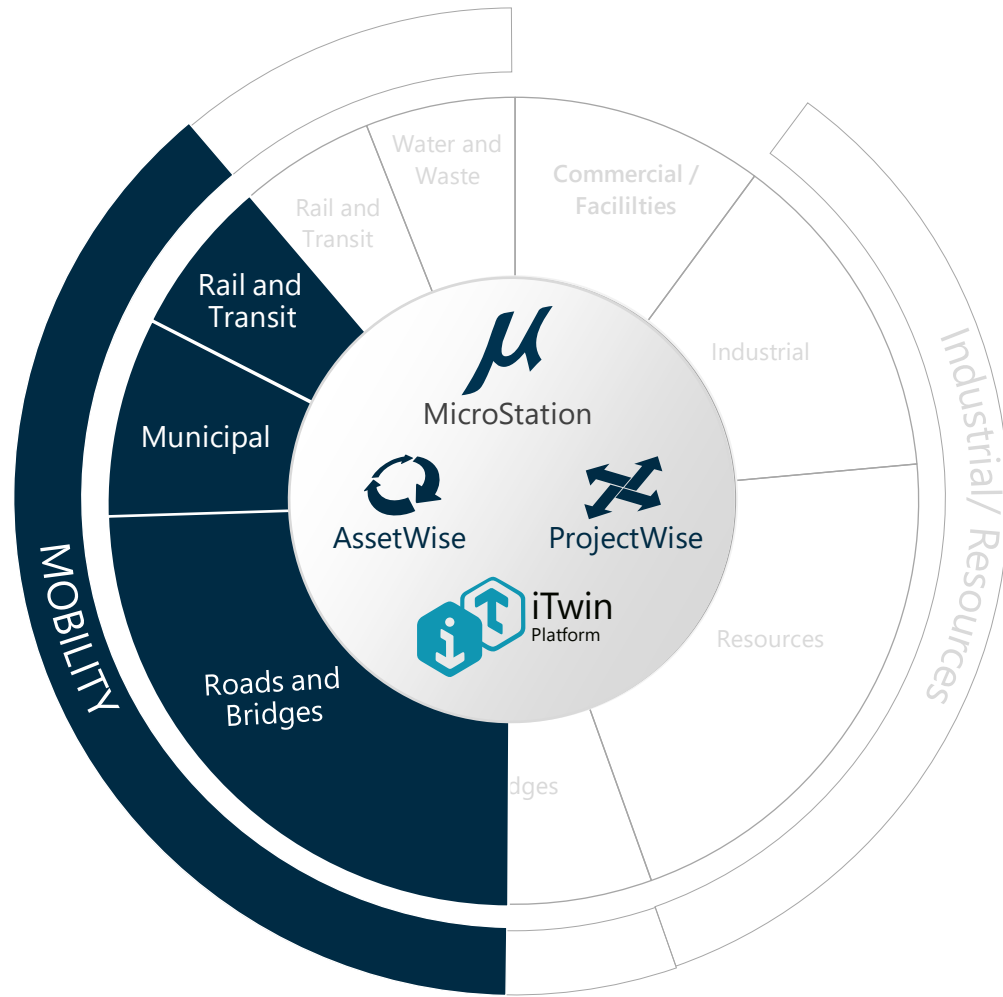 Water and
Waste
Commercial /
Facililties
Rail and
Transit
Rail and
Transit
Industrial
Industrial/ Resources
μ
MicroStation
Municipal
AssetWise
ProjectWise
iTwin
Platform
MOBILITY
Resources
Roads and
Bridges
dges